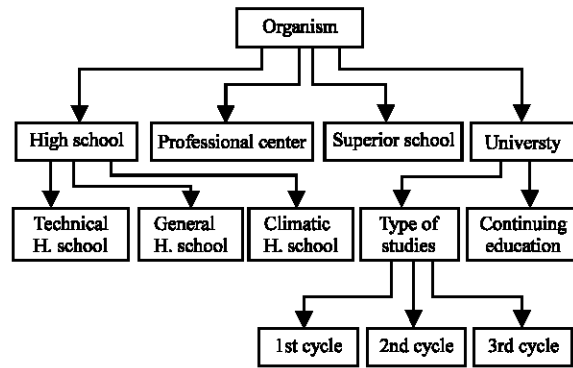 Organism
High school
Professional center
Superior school
Universty
Technical
H. school
General
H. school
Climatic
H. school
Type of
studies
Continuing
education
1st cycle
2nd cycle
3rd cycle